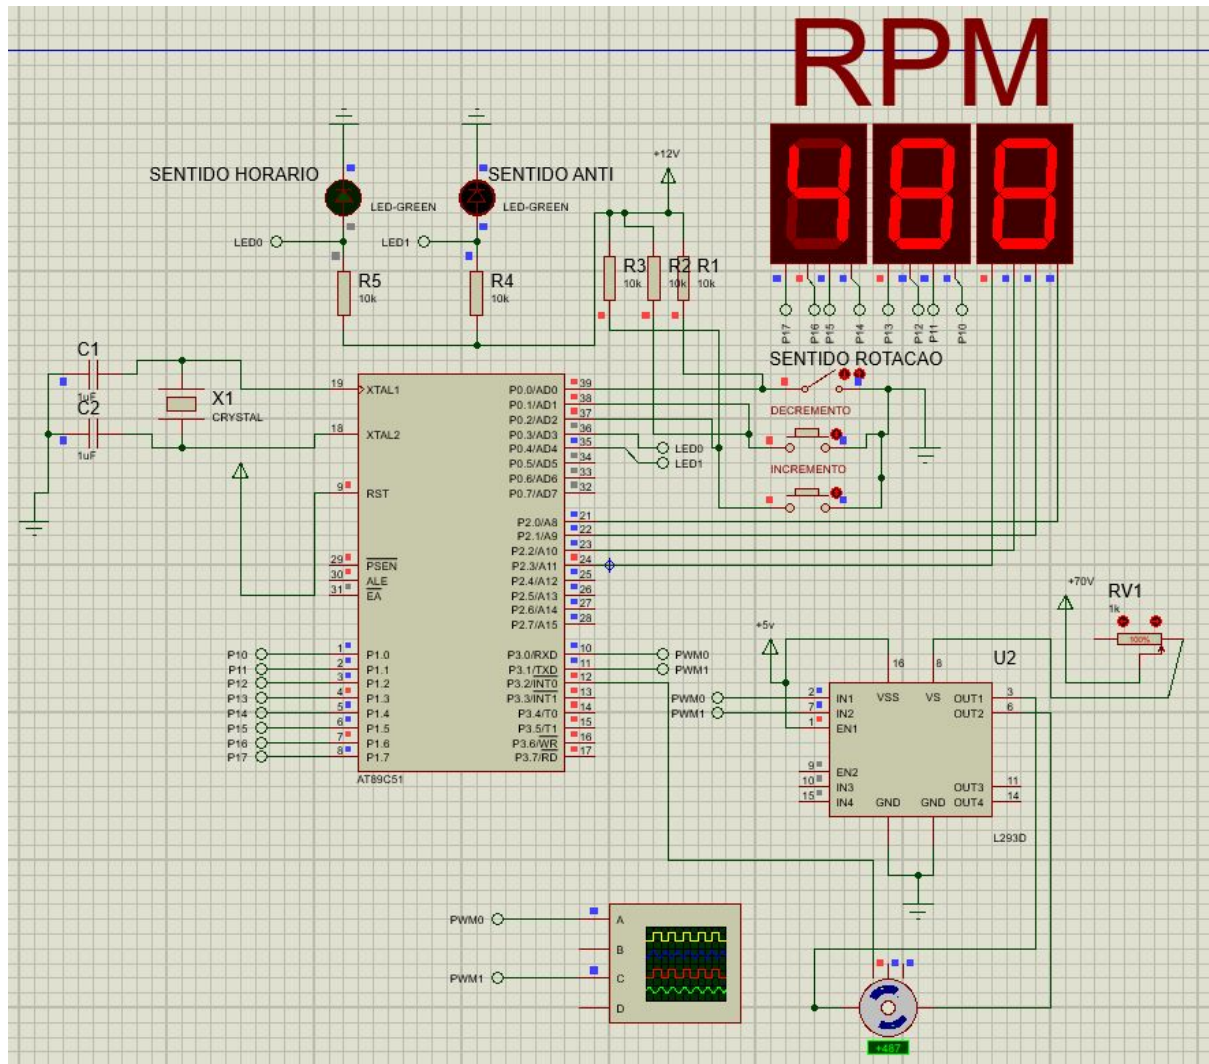 RPM
488
+12V
SENTIDO HORARIO
SENTIDO ANTI
LED-GREEN
LED-GREEN
LED0
LED1
R5
10k
R4
10k
R3
10k
R2
10k
R1
10k
P17
P16
P15
P14
P13
P12
P11
P10
SENTIDO ROTACAO
DECREMENTO
INCREMENTO
C1
1uF
C2
1uF
X1
CRYSTAL
19 XTAL1
18 XTAL2
9 RST
29 PSEN
30 ALE
31 EA
P10 1 P1.0
P11 2 P1.1
P12 3 P1.2
P13 4 P1.3
P14 5 P1.4
P15 6 P1.5
P16 7 P1.6
P17 8 P1.7
P0.0/AD0 39
P0.1/AD1 38
P0.2/AD2 37
P0.3/AD3 36
P0.4/AD4 35
P0.5/AD5 34
P0.6/AD6 33
P0.7/AD7 32
LED0
LED1
P2.0/A8 21
P2.1/A9 22
P2.2/A10 23
P2.3/A11 24
P2.4/A12 25
P2.5/A13 26
P2.6/A14 27
P2.7/A15 28
P3.0/RXD 10 PWM0
P3.1/TXD 11 PWM1
P3.2/INT0 12
P3.3/INT1 13
P3.4/T0 14
P3.5/T1 15
P3.6/WR 16
P3.7/RD 17
AT89C51
+70V
RV1
1k
100%
+5v
U2
16
8
VSS
VS
PWM0 2 IN1
PWM1 7 IN2
1 EN1
9 EN2
10 IN3
15 IN4
OUT1 3
OUT2 6
OUT3 11
OUT4 14
GND GND
L293D
PWM0
PWM1
A
B
C
D
+487